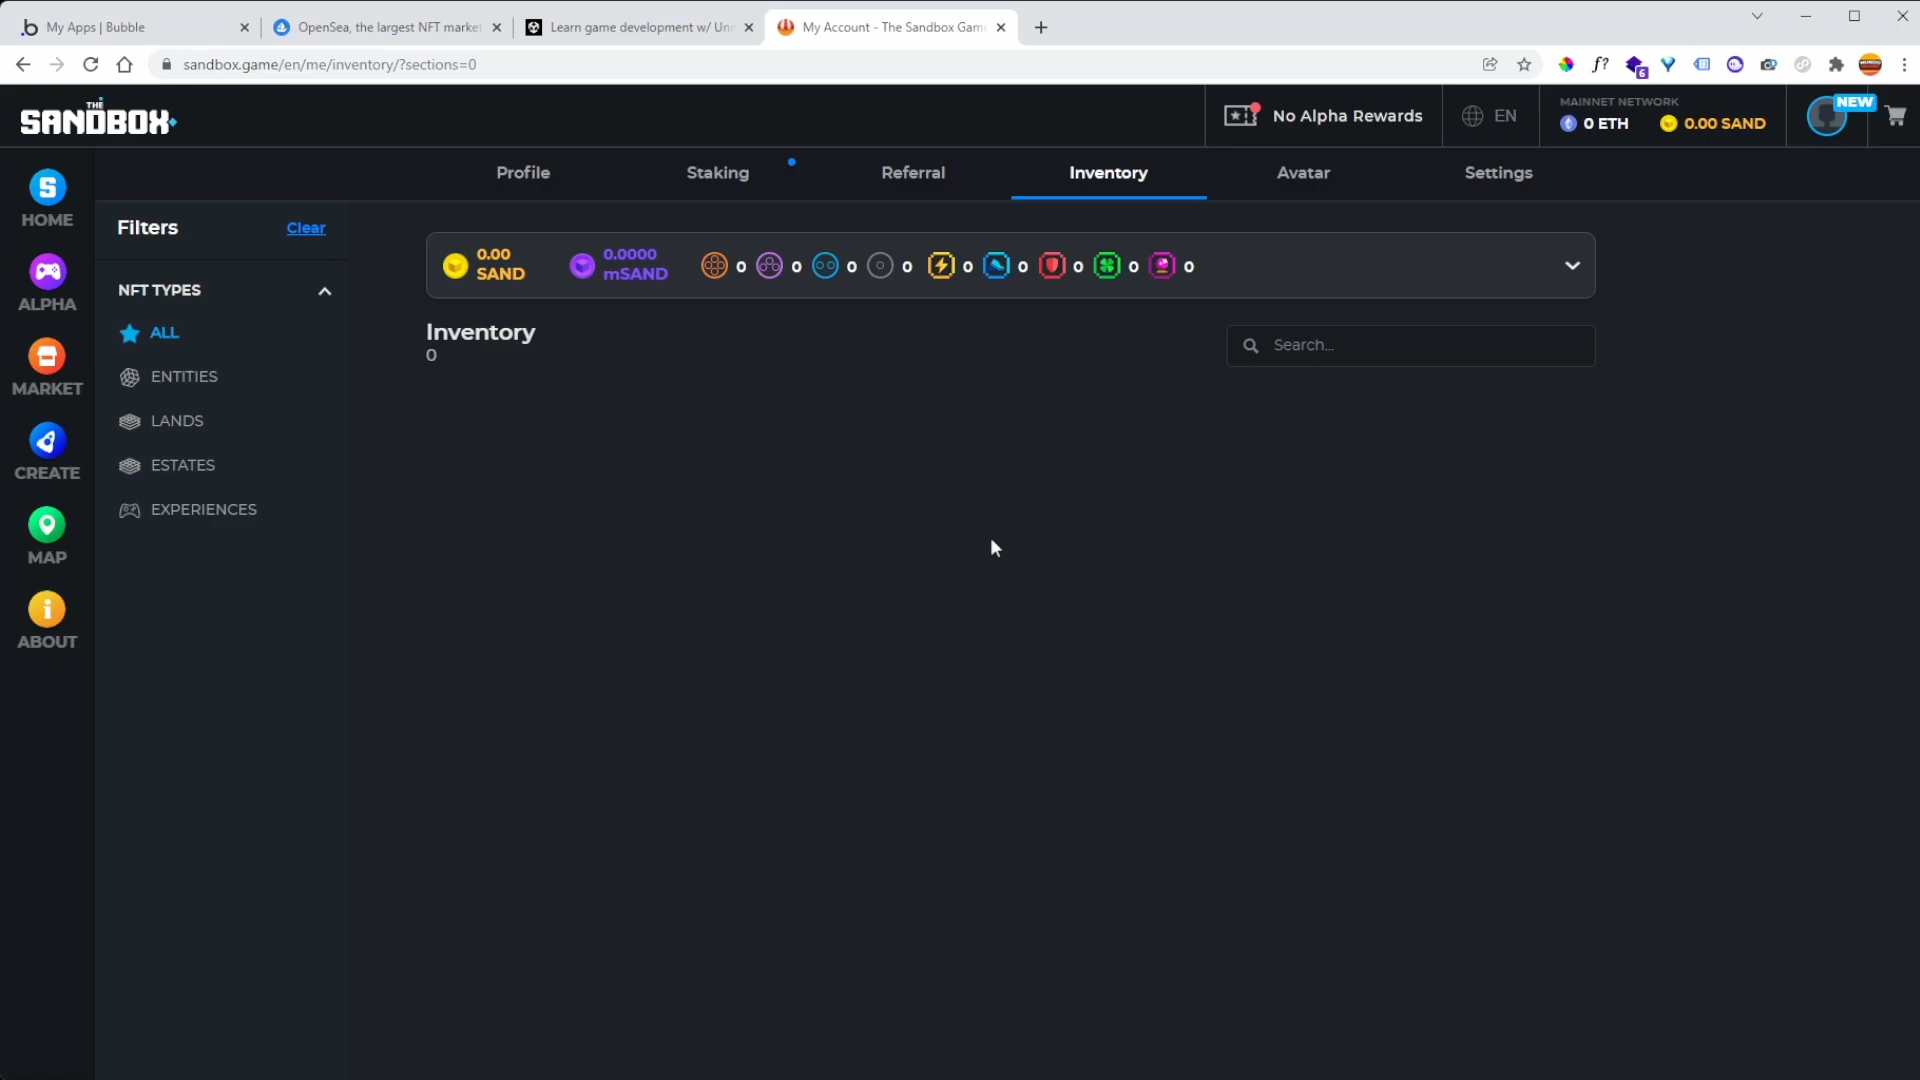 My Apps | Bubble
OpenSea, the largest NFT market
Learn game development w/ Uni
My Account - The Sandbox Game
sandbox.game/en/me/inventory/?sections=0
f?
6
THE
SANDBOX
No Alpha Rewards
EN
MAINNET NETWORK
0 ETH
0.00 SAND
NEW
Profile
Staking
Referral
Inventory
Avatar
Settings
HOME
ALPHA
MARKET
CREATE
MAP
ABOUT
Filters
Clear
NFT TYPES
ALL
ENTITIES
LANDS
ESTATES
EXPERIENCES
0.00
SAND
0.0000
mSAND
0 0 0 0 0 0 0 0 0
Inventory
0
Search...